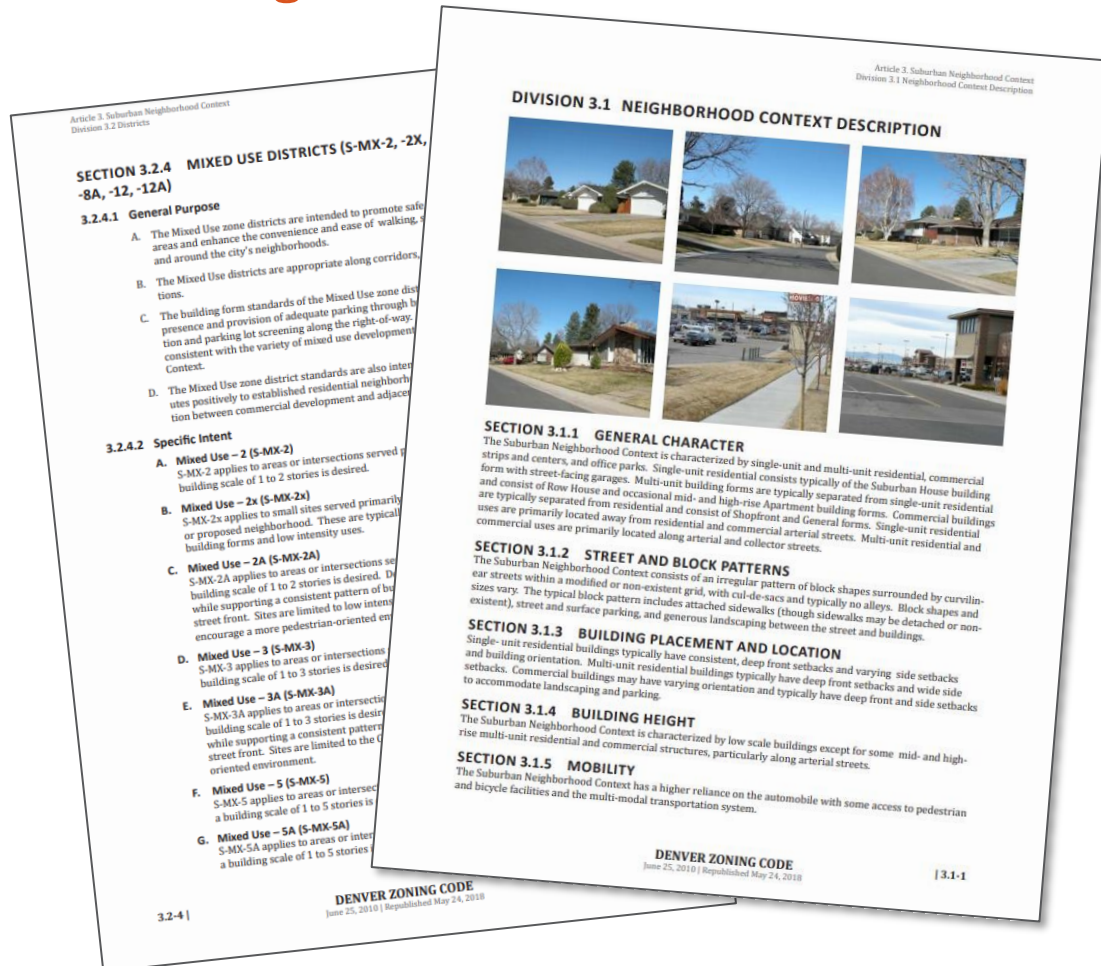 Article 3. Suburban Neighborhood Context
Division 3.2 Districts
SECTION 3.2.4 MIXED USE DISTRICTS (S-MX-2, -2X,
-8A, -12, -12A)
3.2.4.1 General Purpose
A. The Mixed Use zone districts are intended to promote safe
areas and enhance the convenience and ease of walking,
and around the city's neighborhoods.
B. The Mixed Use districts are appropriate along corridors,
tions.
C. The building form standards of the Mixed Use zone dist
presence and provision of adequate parking through b
tion and parking lot screening along the right-of-way.
consistent with the variety of mixed use development
Context.
D. The Mixed Use zone district standards are also inten
utes positively to established residential neighborh
tion between commercial development and adjacen
3.2.4.2 Specific Intent
A. Mixed Use – 2 (S-MX-2)
S-MX-2 applies to areas or intersections served p
building scale of 1 to 2 stories is desired.
B. Mixed Use – 2x (S-MX-2x)
S-MX-2x applies to small sites served primarily
or proposed neighborhood. These are typicall
building forms and low intensity uses.
C. Mixed Use – 2A (S-MX-2A)
S-MX-2A applies to areas or intersections se
building scale of 1 to 2 stories is desired. D
while supporting a consistent pattern of bu
street front. Sites are limited to low intens
encourage a more pedestrian-oriented en
D. Mixed Use – 3 (S-MX-3)
S-MX-3 applies to areas or intersections
building scale of 1 to 3 stories is desired
E. Mixed Use – 3A (S-MX-3A)
S-MX-3A applies to areas or intersectio
building scale of 1 to 3 stories is desir
while supporting a consistent pattern
street front. Sites are limited to the G
oriented environment.
F. Mixed Use – 5 (S-MX-5)
S-MX-5 applies to areas or intersec
a building scale of 1 to 5 stories is
G. Mixed Use – 5A (S-MX-5A)
S-MX-5A applies to areas or inter
a building scale of 1 to 5 stories i
3.2-4 |
DENVER ZONING CODE
June 25, 2010 | Republished May 24, 2018
Article 3. Suburban Neighborhood Context
Division 3.1 Neighborhood Context Description
DIVISION 3.1 NEIGHBORHOOD CONTEXT DESCRIPTION
SECTION 3.1.1 GENERAL CHARACTER
The Suburban Neighborhood Context is characterized by single-unit and multi-unit residential, commercial
strips and centers, and office parks. Single-unit residential consists typically of the Suburban House building
form with street-facing garages. Multi-unit building forms are typically separated from single-unit residential
and consist of Row House and occasional mid- and high-rise Apartment building forms. Commercial buildings
are typically separated from residential and consist of Shopfront and General forms. Single-unit residential
uses are primarily located away from residential and commercial arterial streets. Multi-unit residential and
commercial uses are primarily located along arterial and collector streets.
SECTION 3.1.2 STREET AND BLOCK PATTERNS
The Suburban Neighborhood Context consists of an irregular pattern of block shapes surrounded by curvilin-
ear streets within a modified or non-existent grid, with cul-de-sacs and typically no alleys. Block shapes and
sizes vary. The typical block pattern includes attached sidewalks (though sidewalks may be detached or non-
existent), street and surface parking, and generous landscaping between the street and buildings.
SECTION 3.1.3 BUILDING PLACEMENT AND LOCATION
Single- unit residential buildings typically have consistent, deep front setbacks and varying side setbacks
and building orientation. Multi-unit residential buildings typically have deep front setbacks and wide side
setbacks. Commercial buildings may have varying orientation and typically have deep front and side setbacks
to accommodate landscaping and parking.
SECTION 3.1.4 BUILDING HEIGHT
The Suburban Neighborhood Context is characterized by low scale buildings except for some mid- and high-
rise multi-unit residential and commercial structures, particularly along arterial streets.
SECTION 3.1.5 MOBILITY
The Suburban Neighborhood Context has a higher reliance on the automobile with some access to pedestrian
and bicycle facilities and the multi-modal transportation system.
DENVER ZONING CODE
June 25, 2010 | Republished May 24, 2018
| 3.1-1